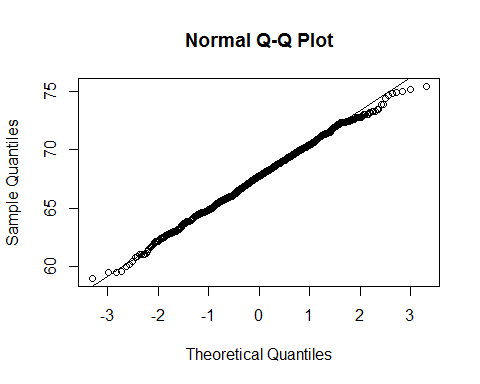 Normal Q-Q Plot
Sample Quantiles
75
70
65
60
-3 -2 -1 0 1 2 3
Theoretical Quantiles